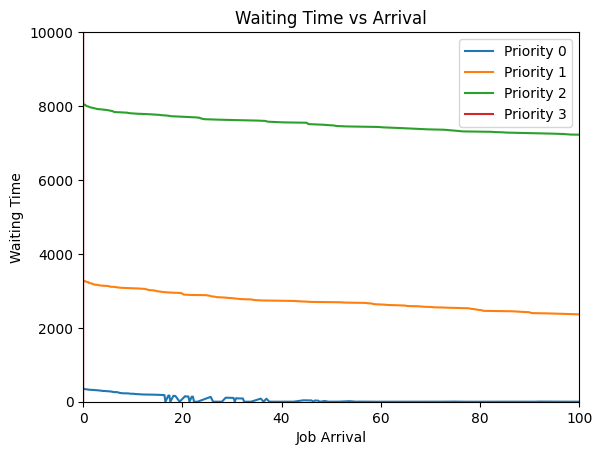 Waiting Time vs Arrival
10000
8000
6000
4000
2000
0
Waiting Time
Priority 0
Priority 1
Priority 2
Priority 3
0
20
40
60
80
100
Job Arrival